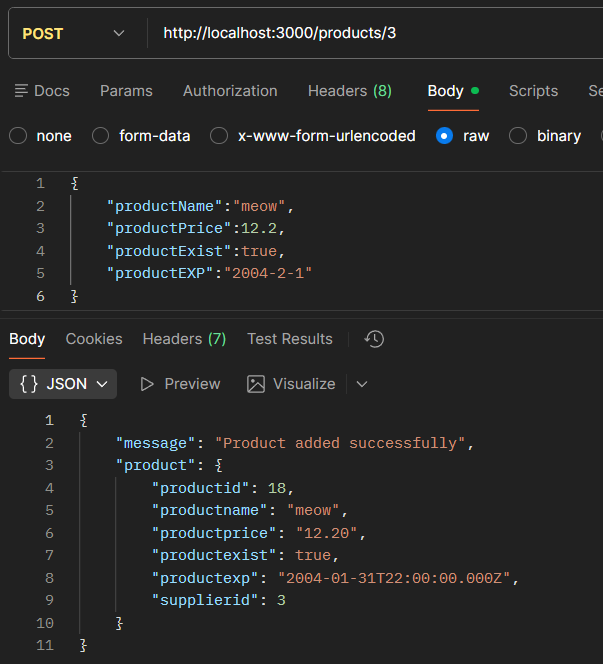 POST http://localhost:3000/products/3
Docs Params Authorization Headers (8) Body Scripts Se
none form-data x-www-form-urlencoded raw binary
1 {
2 "productName":"meow",
3 "productPrice":12.2,
4 "productExist":true,
5 "productEXP":"2004-2-1"
6 }
Body Cookies Headers (7) Test Results
{} JSON Preview Visualize
1 {
2 "message": "Product added successfully",
3 "product": {
4 "productid": 18,
5 "productname": "meow",
6 "productprice": "12.20",
7 "productexist": true,
8 "productexp": "2004-01-31T22:00:00.000Z",
9 "supplierid": 3
10 }
11 }